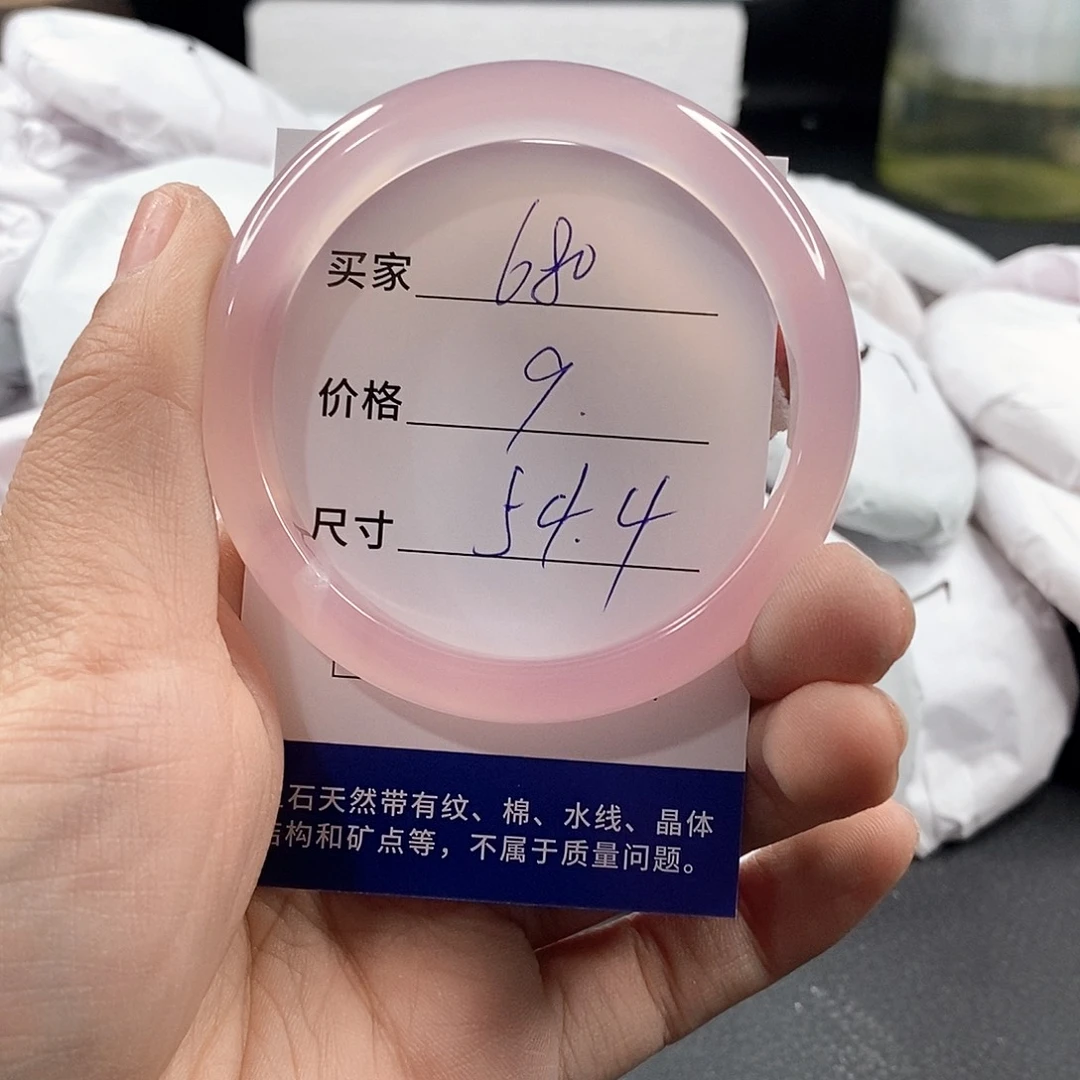 买家 680
价格 9.
尺寸 54.4
石天然带有纹、棉、水线、晶体
结构和矿点等，不属于质量问题。